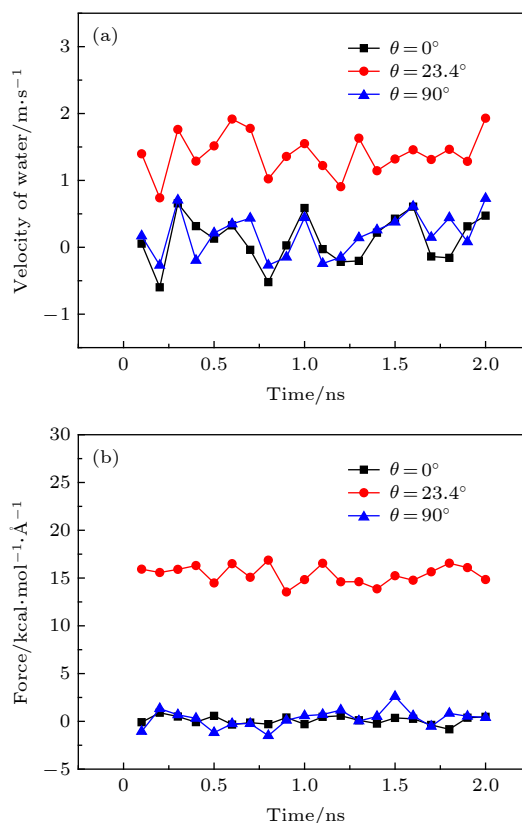 (a)
θ = 0°
θ = 23.4°
θ = 90°
3
2
1
0
−1
Velocity of water/m·s⁻¹
0
0.5
1.0
1.5
2.0
Time/ns
(b)
θ = 0°
θ = 23.4°
θ = 90°
30
25
20
15
10
5
0
−5
Force/kcal·mol⁻¹·Å⁻¹
0
0.5
1.0
1.5
2.0
Time/ns